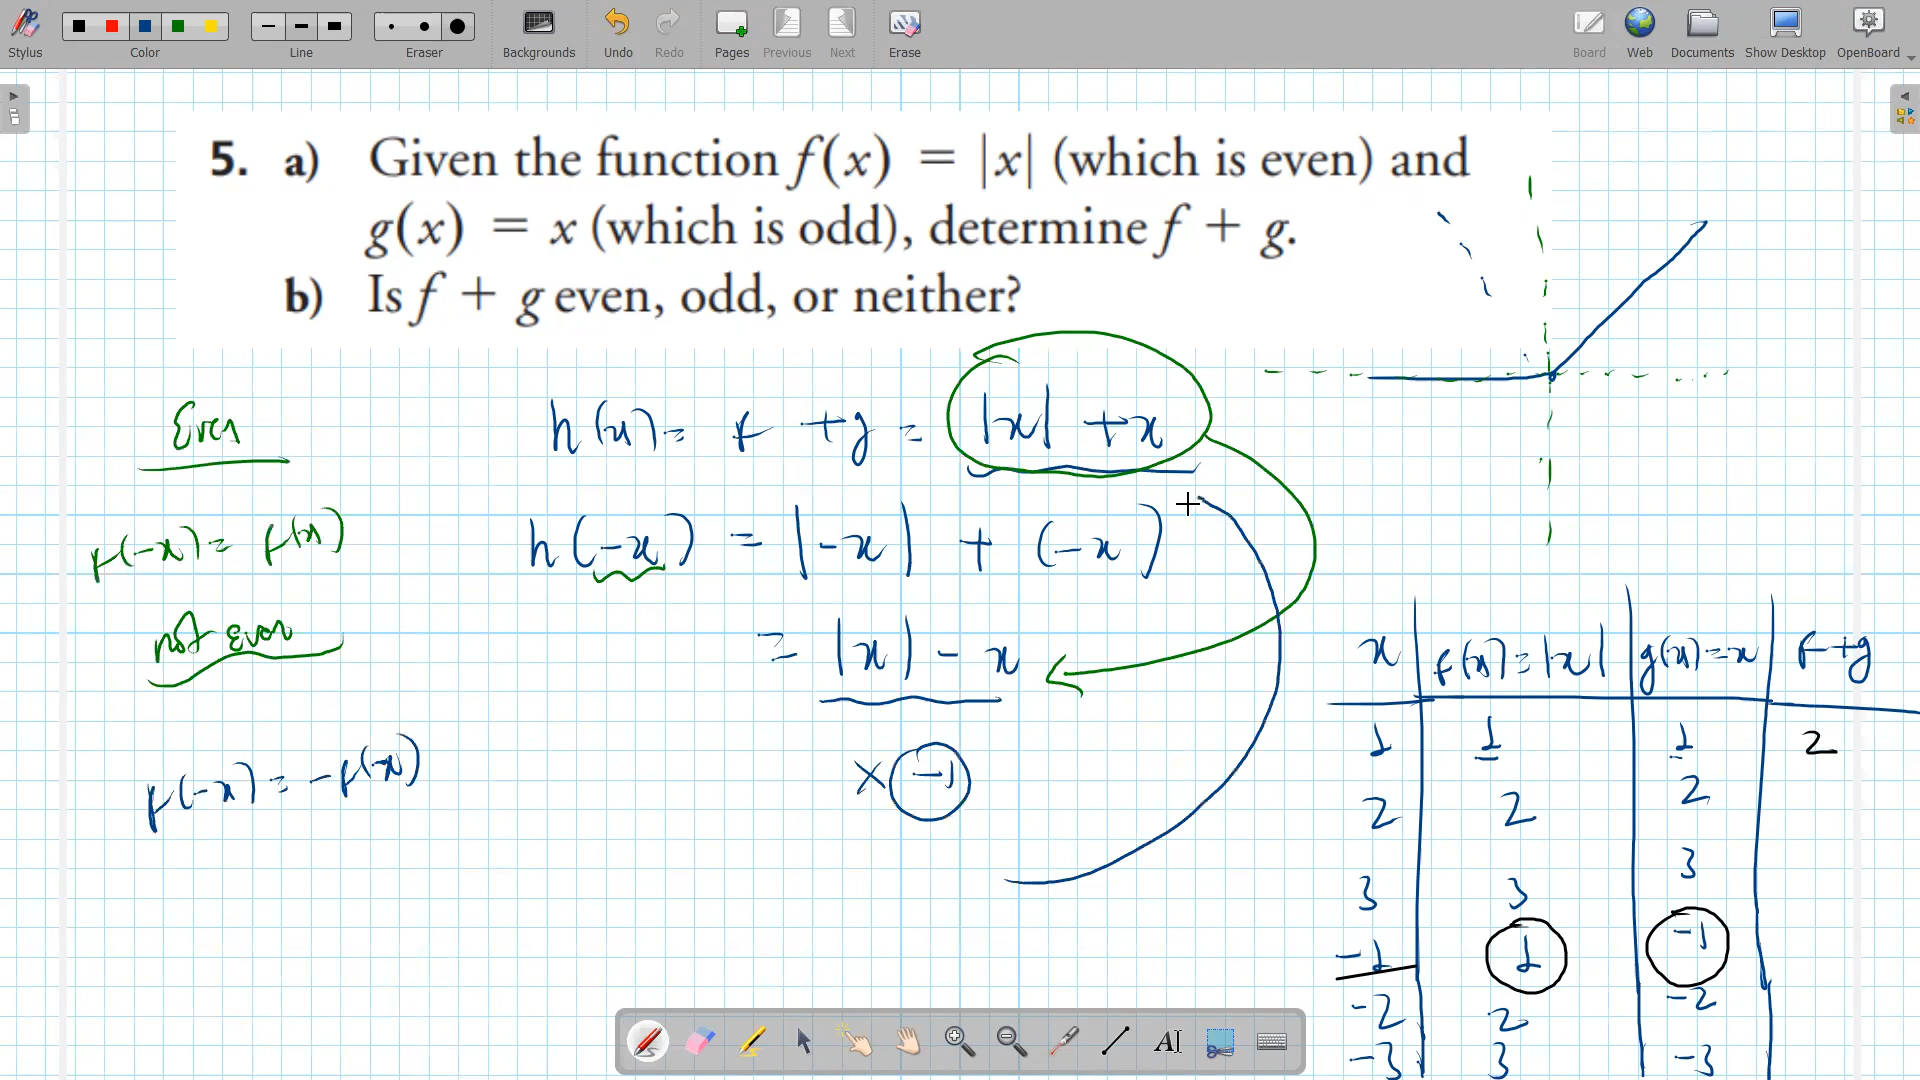 Stylus Color Line Eraser Backgrounds Undo Redo Pages Previous Next Erase Board Web Documents Show Desktop OpenBoard
5. a) Given the function f(x) = |x| (which is even) and
g(x) = x (which is odd), determine f + g.
b) Is f + g even, odd, or neither?
Even
f(-x) = f(x)
not even
f(-x) = -f(x)
h(x) = f + g = |x| + x
h(-x) = |-x| + (-x)
= |x| - x
x -1
x f(x) = |x| g(x) = x f + g
1 1 1 2
2 2 2
3 3 3
-1 1 -1
-2 2 -2
-3 3 -3
AI